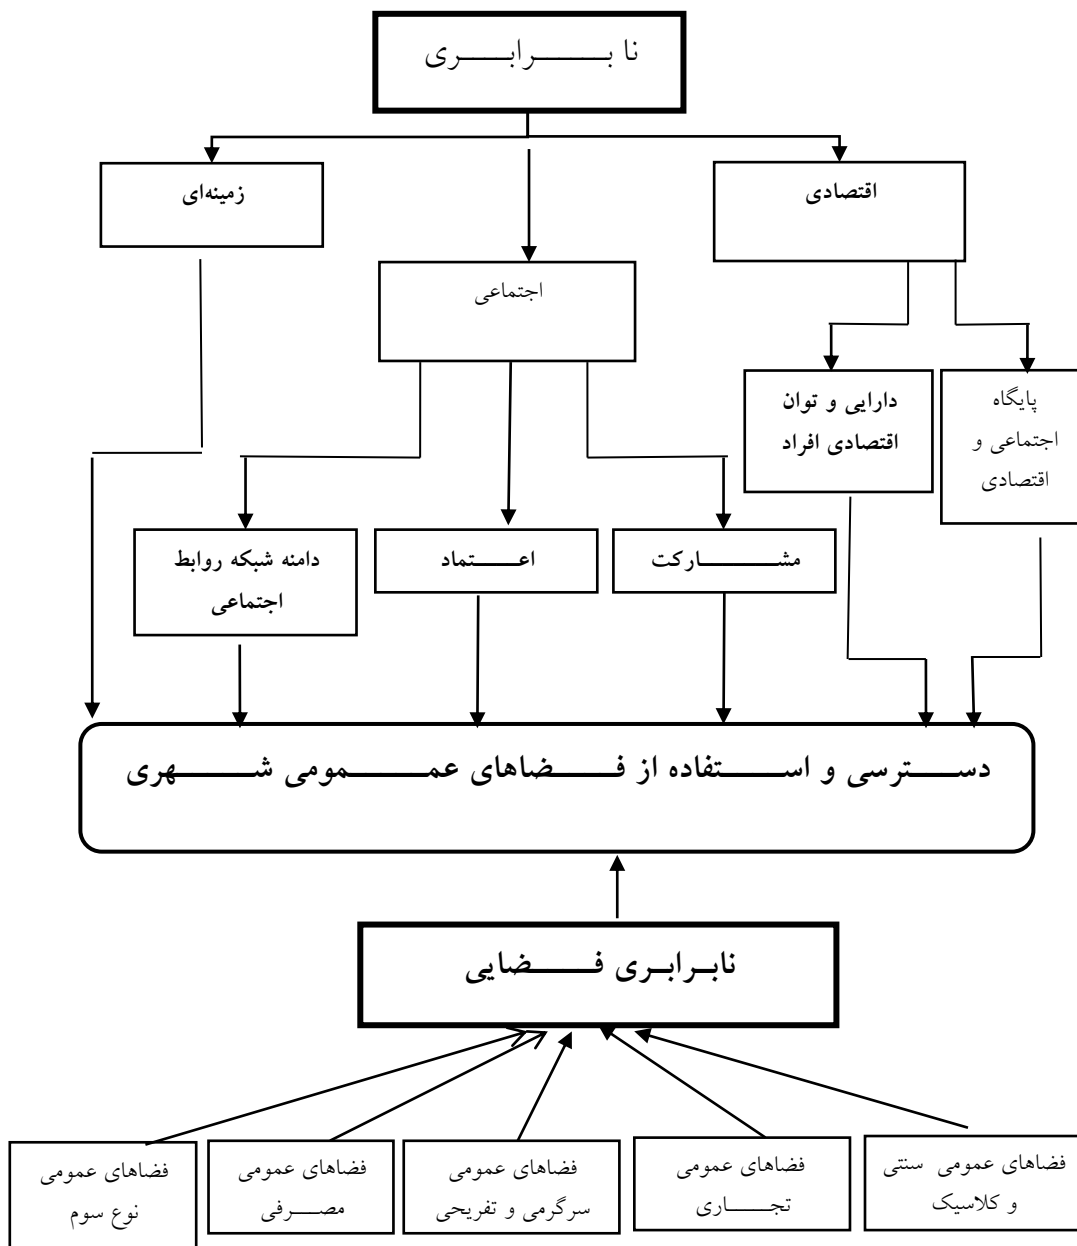 نابرابری
اقتصادی
زمینه‌ای
اجتماعی
پایگاه
اجتماعی و
اقتصادی
دارایی و توان
اقتصادی افراد
مشارکت
اعتماد
دامنه شبکه روابط
اجتماعی
دسترسی و استفاده از فضاهای عمومی شهری
نابرابری فضایی
فضاهای عمومی سنتی
و کلاسیک
فضاهای عمومی
تجاری
فضاهای عمومی
سرگرمی و تفریحی
فضاهای عمومی
مصرفی
فضاهای عمومی
نوع سوم